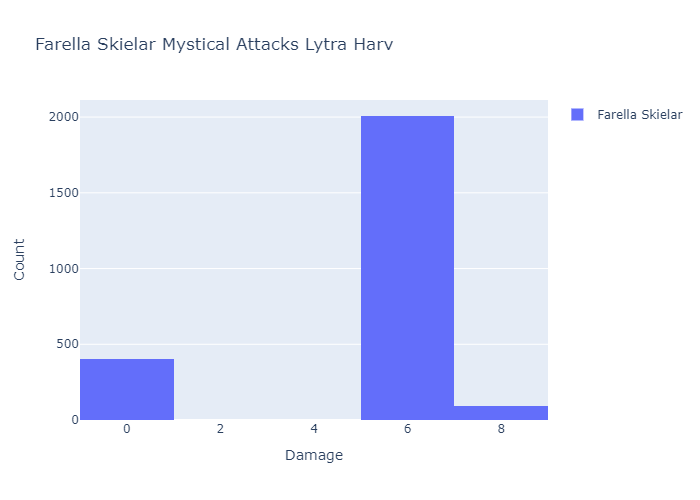 Farella Skielar Mystical Attacks Lytra Harv
Farella Skielar
2000
1500
1000
500
0
Count
0 2 4 6 8
Damage